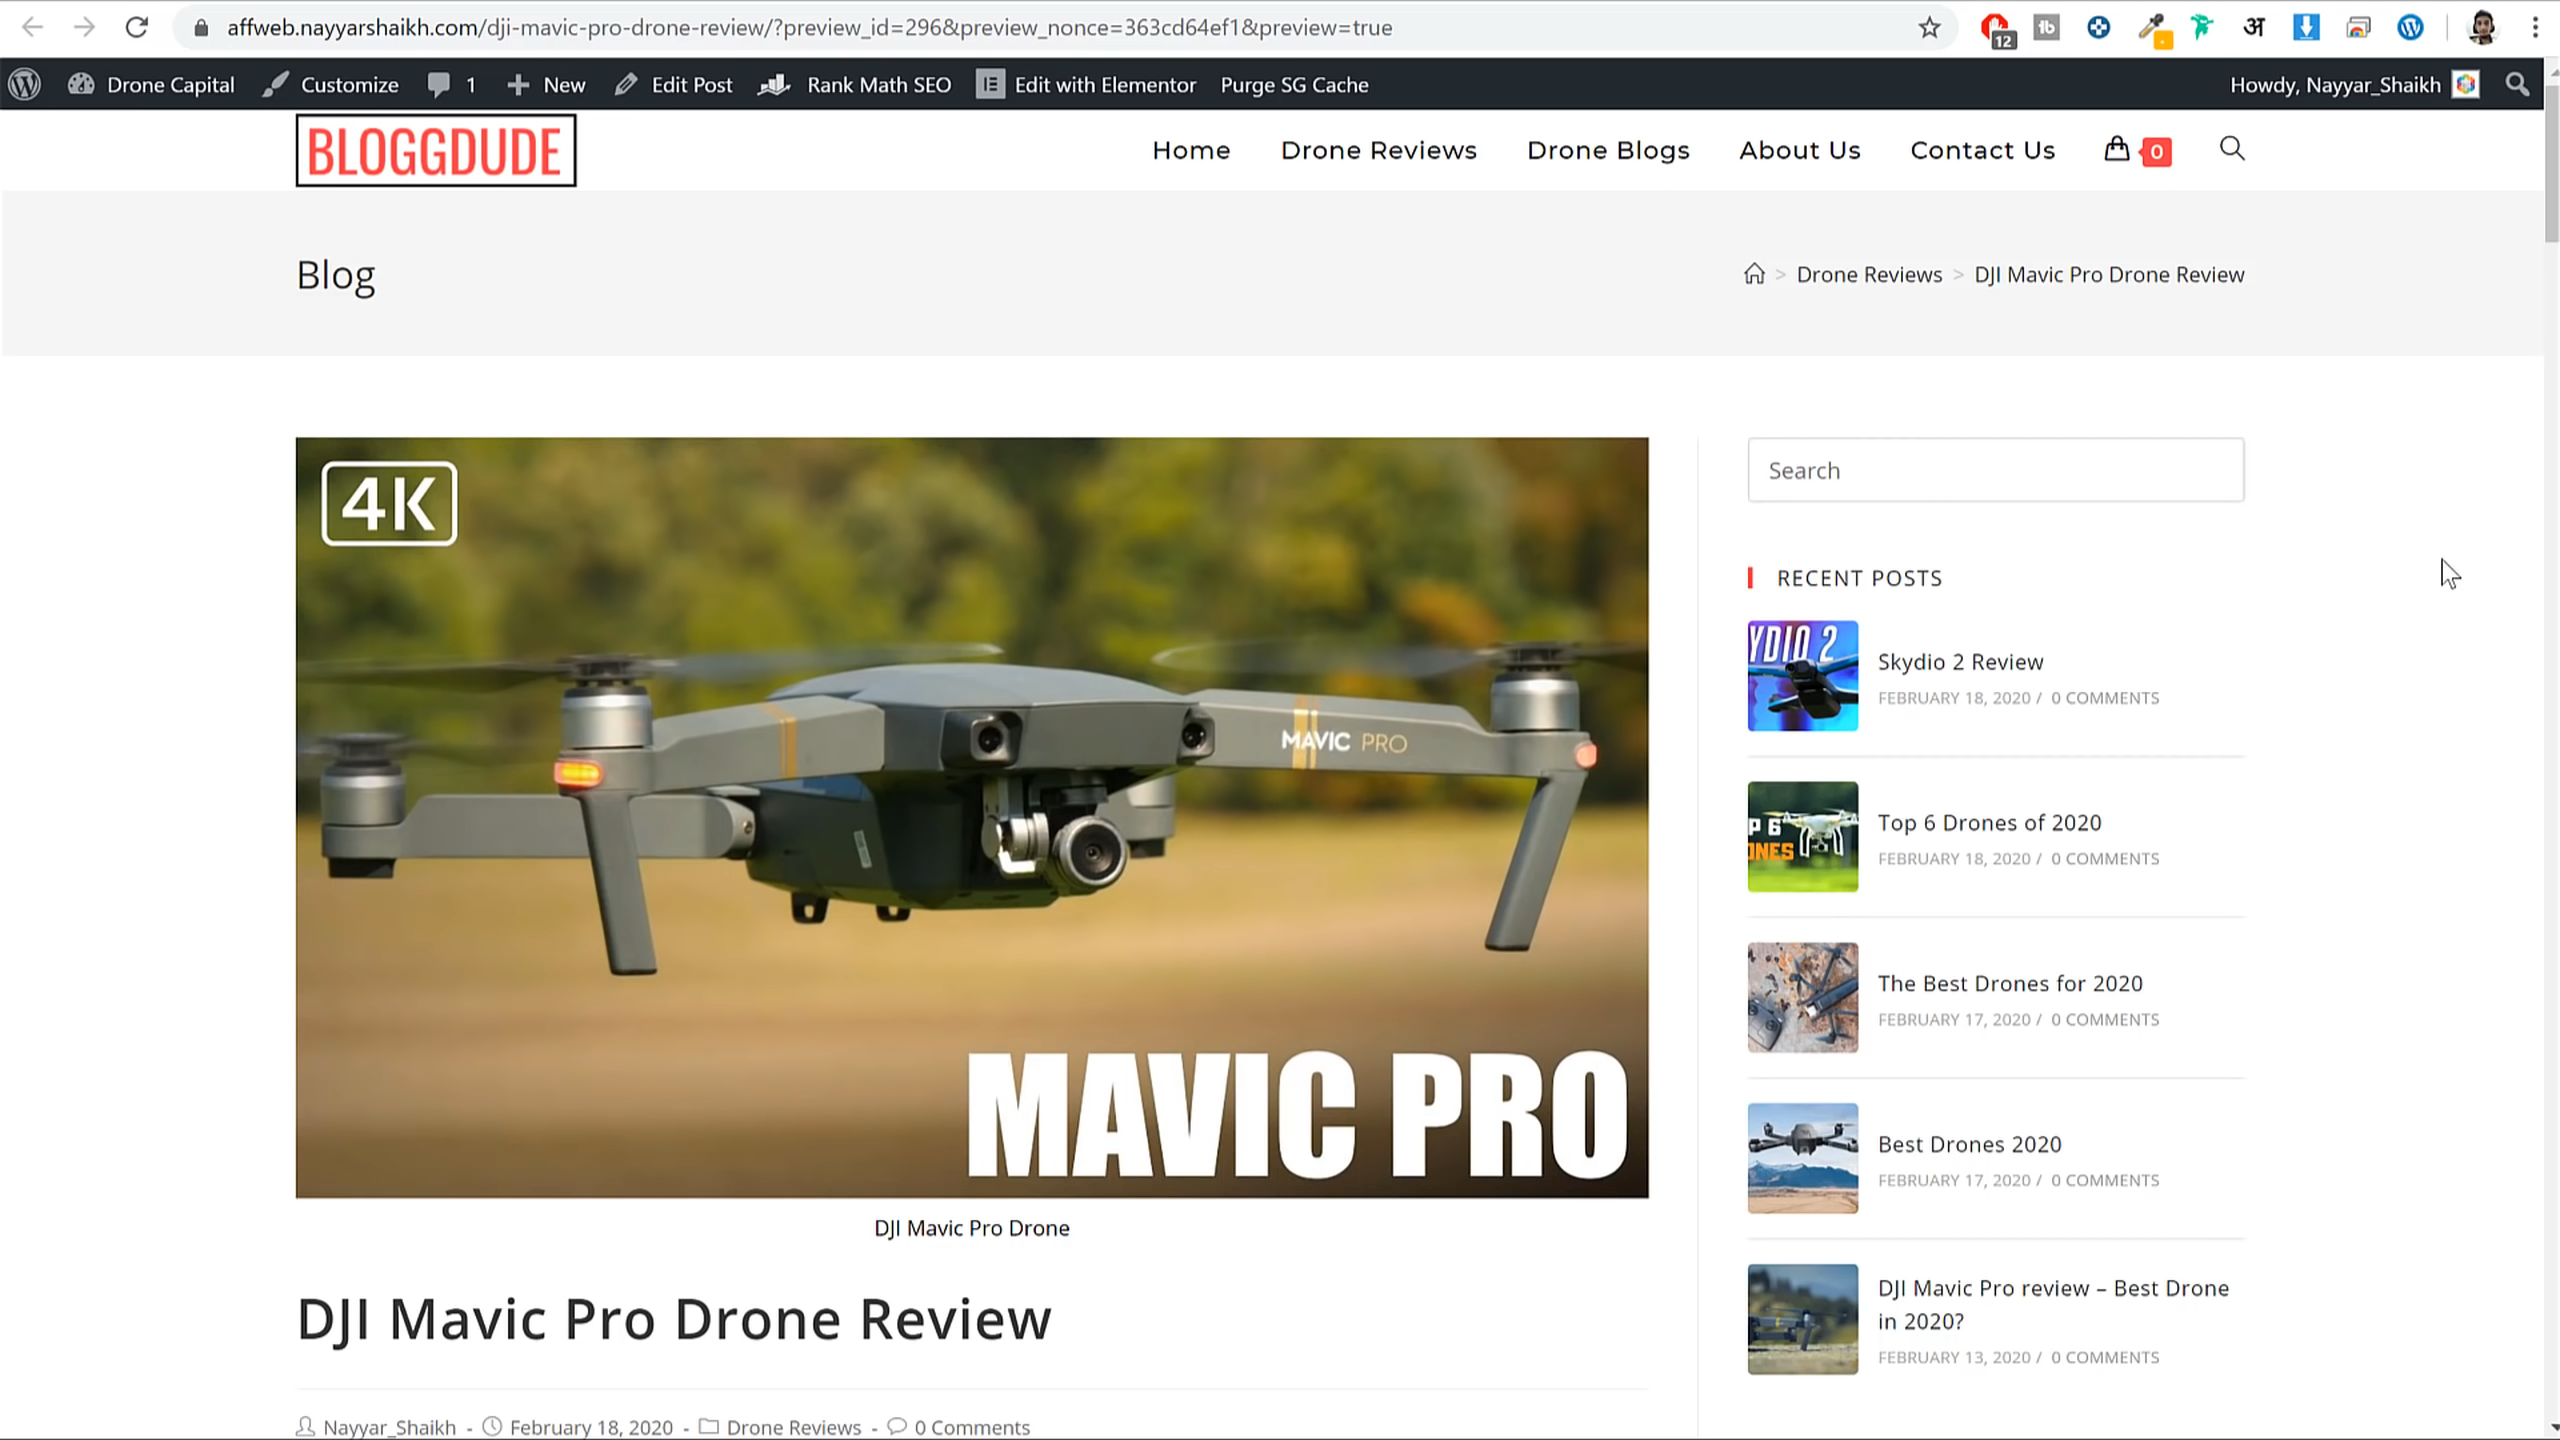 affweb.nayyarshaikh.com/dji-mavic-pro-drone-review/?preview_id=296&preview_nonce=363cd64ef1&preview=true
12
tb
अ
Drone Capital
Customize
1
New
Edit Post
Rank Math SEO
Edit with Elementor
Purge SG Cache
Howdy, Nayyar_Shaikh
BLOGGDUDE
Home
Drone Reviews
Drone Blogs
About Us
Contact Us
0
Blog
> Drone Reviews > DJI Mavic Pro Drone Review
4K
MAVIC PRO
MAVIC PRO
DJI Mavic Pro Drone
DJI Mavic Pro Drone Review
Nayyar_Shaikh - February 18, 2020 - Drone Reviews - 0 Comments
Search
RECENT POSTS
YDIO 2
Skydio 2 Review
FEBRUARY 18, 2020 / 0 COMMENTS
P 6
ONES
Top 6 Drones of 2020
FEBRUARY 18, 2020 / 0 COMMENTS
The Best Drones for 2020
FEBRUARY 17, 2020 / 0 COMMENTS
Best Drones 2020
FEBRUARY 17, 2020 / 0 COMMENTS
DJI Mavic Pro review – Best Drone
in 2020?
FEBRUARY 13, 2020 / 0 COMMENTS